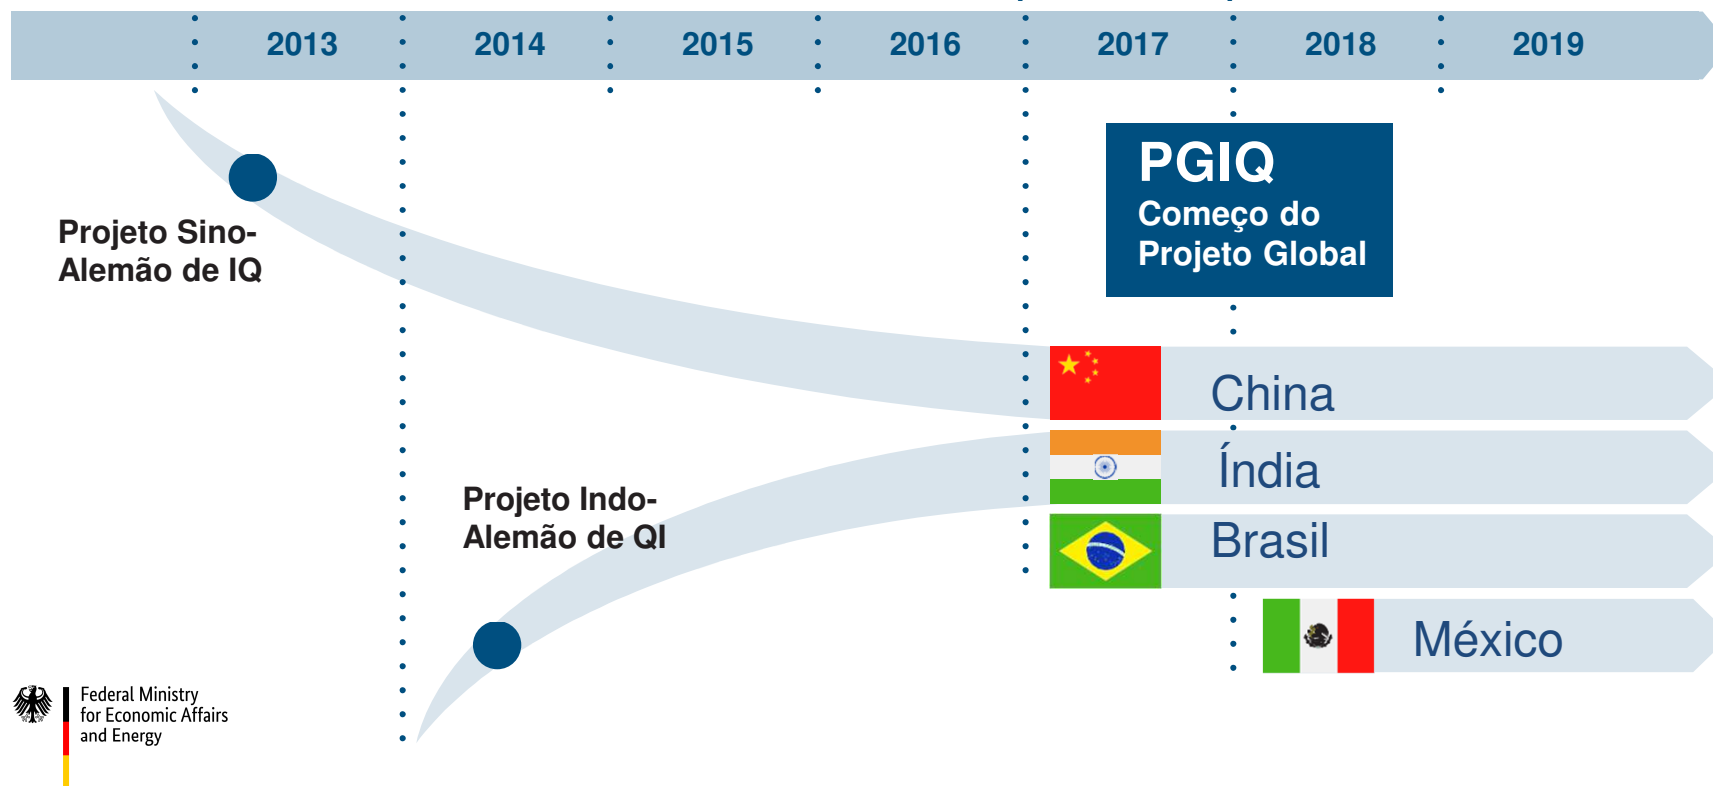 2013 2014 2015 2016 2017 2018 2019
PGIQ
Começo do
Projeto Global
Projeto Sino-
Alemão de IQ
China
Índia
Projeto Indo-
Alemão de QI
Brasil
México
Federal Ministry
for Economic Affairs
and Energy